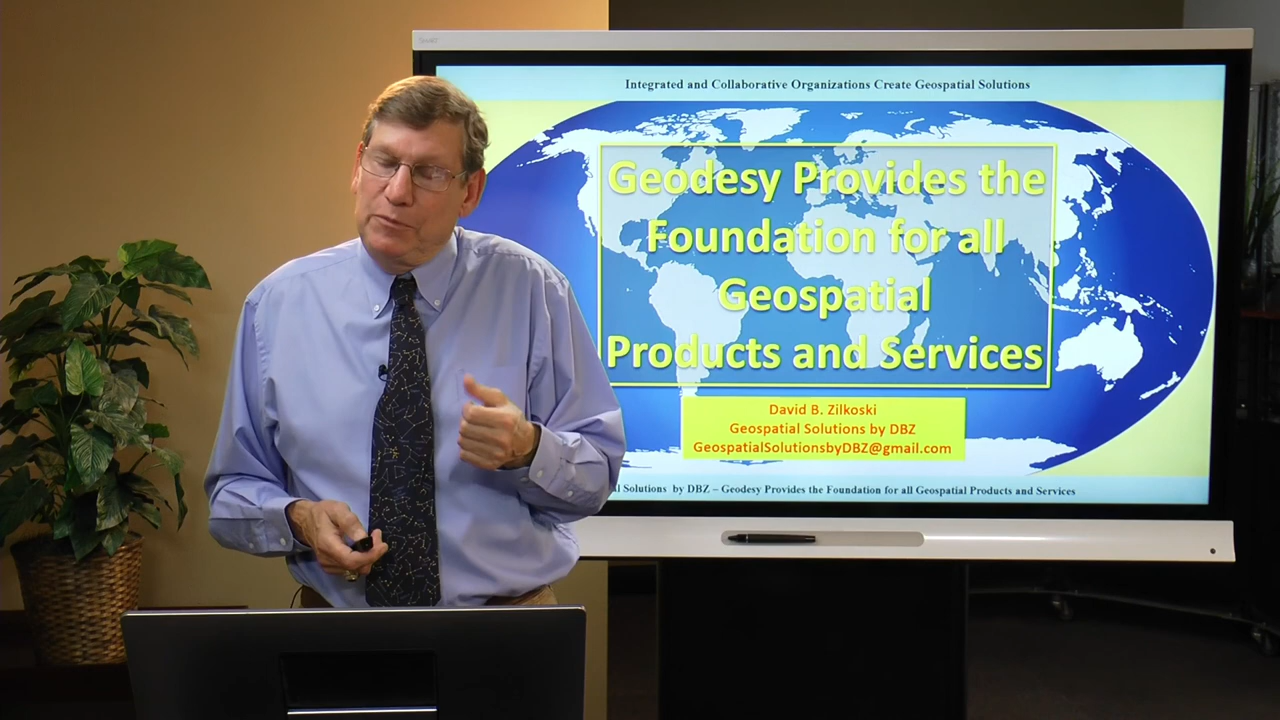 Integrated and Collaborative Organizations Create Geospatial Solutions
Geodesy Provides the
Foundation for all
Geospatial
Products and Services
David B. Zilkoski
Geospatial Solutions by DBZ
GeospatialSolutionsbyDBZ@gmail.com
Solutions by DBZ – Geodesy Provides the Foundation for all Geospatial Products and Services